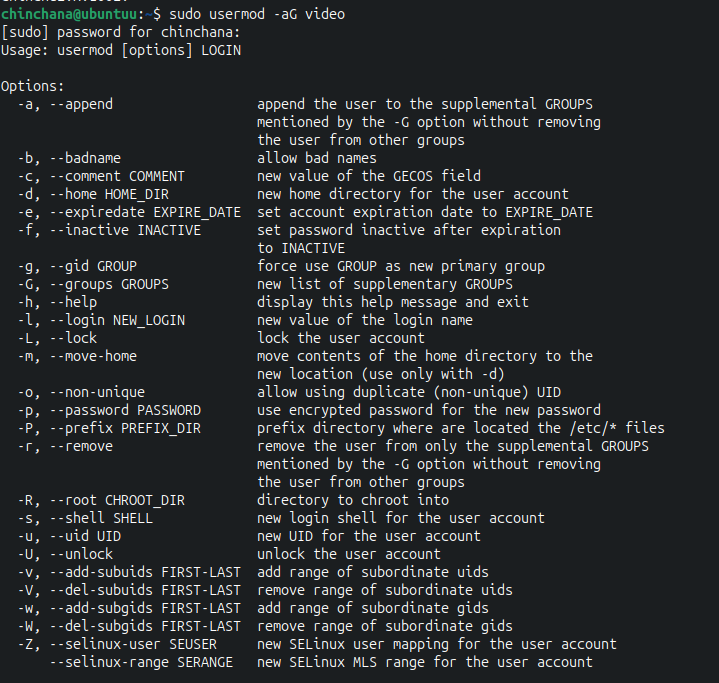 chinchana@ubuntuu:~$ sudo usermod -aG video
[sudo] password for chinchana:
Usage: usermod [options] LOGIN

Options:
  -a, --append                  append the user to the supplemental GROUPS
                                mentioned by the -G option without removing
                                the user from other groups
  -b, --badname                 allow bad names
  -c, --comment COMMENT         new value of the GECOS field
  -d, --home HOME_DIR           new home directory for the user account
  -e, --expiredate EXPIRE_DATE  set account expiration date to EXPIRE_DATE
  -f, --inactive INACTIVE       set password inactive after expiration
                                to INACTIVE
  -g, --gid GROUP               force use GROUP as new primary group
  -G, --groups GROUPS           new list of supplementary GROUPS
  -h, --help                    display this help message and exit
  -l, --login NEW_LOGIN         new value of the login name
  -L, --lock                    lock the user account
  -m, --move-home               move contents of the home directory to the
                                new location (use only with -d)
  -o, --non-unique              allow using duplicate (non-unique) UID
  -p, --password PASSWORD       use encrypted password for the new password
  -P, --prefix PREFIX_DIR       prefix directory where are located the /etc/* files
  -r, --remove                  remove the user from only the supplemental GROUPS
                                mentioned by the -G option without removing
                                the user from other groups
  -R, --root CHROOT_DIR         directory to chroot into
  -s, --shell SHELL             new login shell for the user account
  -u, --uid UID                 new UID for the user account
  -U, --unlock                  unlock the user account
  -v, --add-subuids FIRST-LAST  add range of subordinate uids
  -V, --del-subuids FIRST-LAST  remove range of subordinate uids
  -w, --add-subgids FIRST-LAST  add range of subordinate gids
  -W, --del-subgids FIRST-LAST  remove range of subordinate gids
  -Z, --selinux-user SEUSER     new SELinux user mapping for the user account
      --selinux-range SERANGE   new SELinux MLS range for the user account